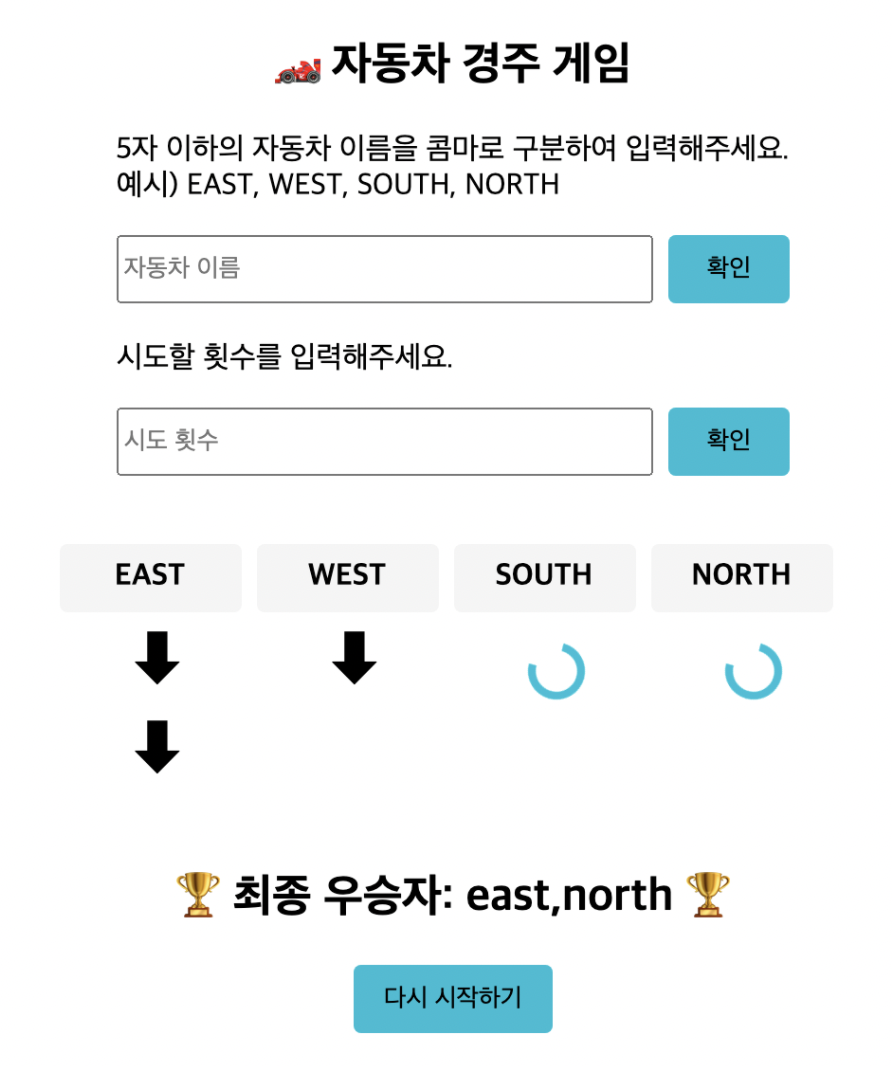 자동차 경주 게임
5자 이하의 자동차 이름을 콤마로 구분하여 입력해주세요.
예시) EAST, WEST, SOUTH, NORTH
자동차 이름
확인
시도할 횟수를 입력해주세요.
시도 횟수
확인
EAST WEST SOUTH NORTH
최종 우승자: east,north
다시 시작하기